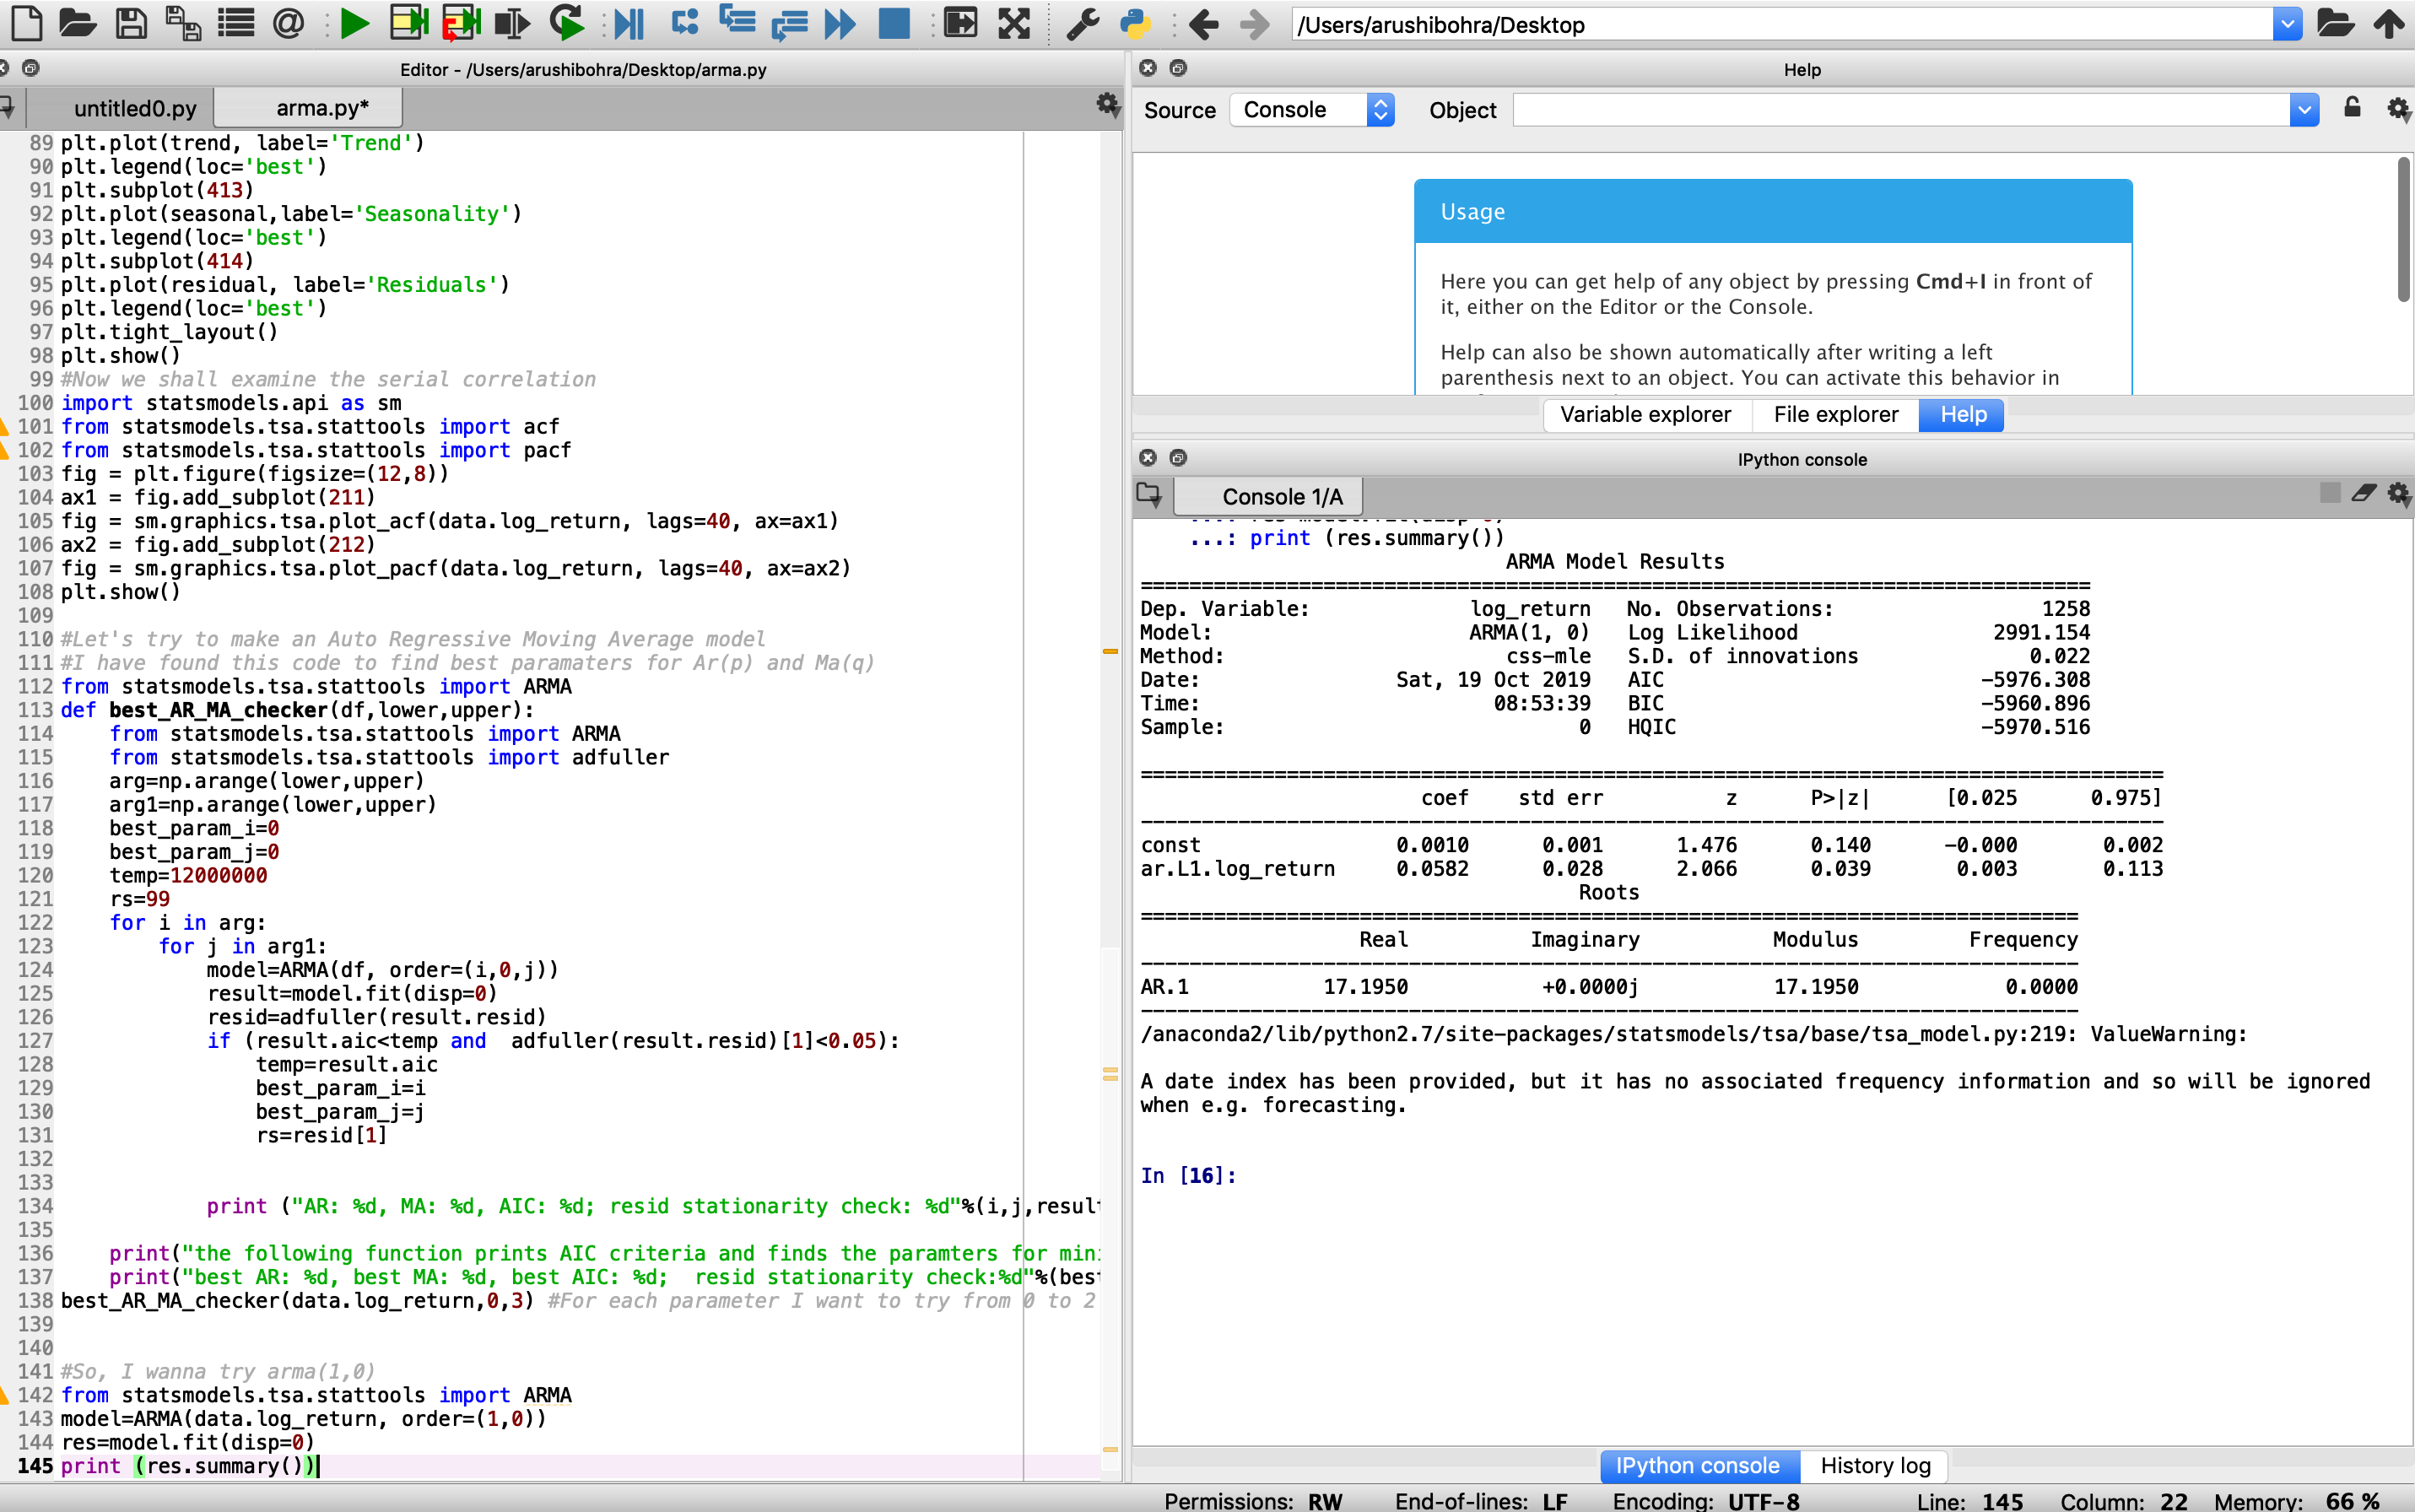 /Users/arushibohra/Desktop
Editor - /Users/arushibohra/Desktop/arma.py
untitled0.py
arma.py*
89 plt.plot(trend, label='Trend')
90 plt.legend(loc='best')
91 plt.subplot(413)
92 plt.plot(seasonal,label='Seasonality')
93 plt.legend(loc='best')
94 plt.subplot(414)
95 plt.plot(residual, label='Residuals')
96 plt.legend(loc='best')
97 plt.tight_layout()
98 plt.show()
99 #Now we shall examine the serial correlation
100 import statsmodels.api as sm
101 from statsmodels.tsa.stattools import acf
102 from statsmodels.tsa.stattools import pacf
103 fig = plt.figure(figsize=(12,8))
104 ax1 = fig.add_subplot(211)
105 fig = sm.graphics.tsa.plot_acf(data.log_return, lags=40, ax=ax1)
106 ax2 = fig.add_subplot(212)
107 fig = sm.graphics.tsa.plot_pacf(data.log_return, lags=40, ax=ax2)
108 plt.show()
109
110 #Let's try to make an Auto Regressive Moving Average model
111 #I have found this code to find best paramaters for Ar(p) and Ma(q)
112 from statsmodels.tsa.stattools import ARMA
113 def best_AR_MA_checker(df,lower,upper):
114     from statsmodels.tsa.stattools import ARMA
115     from statsmodels.tsa.stattools import adfuller
116     arg=np.arange(lower,upper)
117     arg1=np.arange(lower,upper)
118     best_param_i=0
119     best_param_j=0
120     temp=12000000
121     rs=99
122     for i in arg:
123         for j in arg1:
124             model=ARMA(df, order=(i,0,j))
125             result=model.fit(disp=0)
126             resid=adfuller(result.resid)
127             if (result.aic<temp and  adfuller(result.resid)[1]<0.05):
128                 temp=result.aic
129                 best_param_i=i
130                 best_param_j=j
131                 rs=resid[1]
132
133
134             print ("AR: %d, MA: %d, AIC: %d; resid stationarity check: %d"%(i,j,result
135
136     print("the following function prints AIC criteria and finds the paramters for mini
137     print("best AR: %d, best MA: %d, best AIC: %d;  resid stationarity check:%d"%(best
138 best_AR_MA_checker(data.log_return,0,3) #For each parameter I want to try from 0 to 2
139
140
141 #So, I wanna try arma(1,0)
142 from statsmodels.tsa.stattools import ARMA
143 model=ARMA(data.log_return, order=(1,0))
144 res=model.fit(disp=0)
145 print (res.summary())
Help
Source Console Object
Usage
Here you can get help of any object by pressing Cmd+I in front of
it, either on the Editor or the Console.
Help can also be shown automatically after writing a left
parenthesis next to an object. You can activate this behavior in
Variable explorer File explorer Help
IPython console
Console 1/A
...: print (res.summary())
ARMA Model Results
==============================================================================
Dep. Variable: log_return No. Observations: 1258
Model: ARMA(1, 0) Log Likelihood 2991.154
Method: css-mle S.D. of innovations 0.022
Date: Sat, 19 Oct 2019 AIC -5976.308
Time: 08:53:39 BIC -5960.896
Sample: 0 HQIC -5970.516
====================================================================================
coef std err z P>|z| [0.025 0.975]
------------------------------------------------------------------------------------
const 0.0010 0.001 1.476 0.140 -0.000 0.002
ar.L1.log_return 0.0582 0.028 2.066 0.039 0.003 0.113
Roots
=============================================================================
Real Imaginary Modulus Frequency
-----------------------------------------------------------------------------
AR.1 17.1950 +0.0000j 17.1950 0.0000
-----------------------------------------------------------------------------
/anaconda2/lib/python2.7/site-packages/statsmodels/tsa/base/tsa_model.py:219: ValueWarning:
A date index has been provided, but it has no associated frequency information and so will be ignored
when e.g. forecasting.
In [16]:
IPython console History log
Permissions: RW End-of-lines: LF Encoding: UTF-8 Line: 145 Column: 22 Memory: 66 %